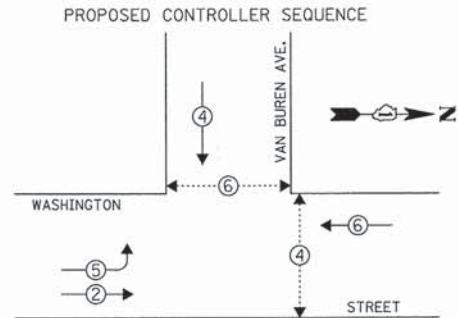 PROPOSED CONTROLLER SEQUENCE
VAN BUREN AVE.
4
N
6
WASHINGTON
6
5
4
2
STREET